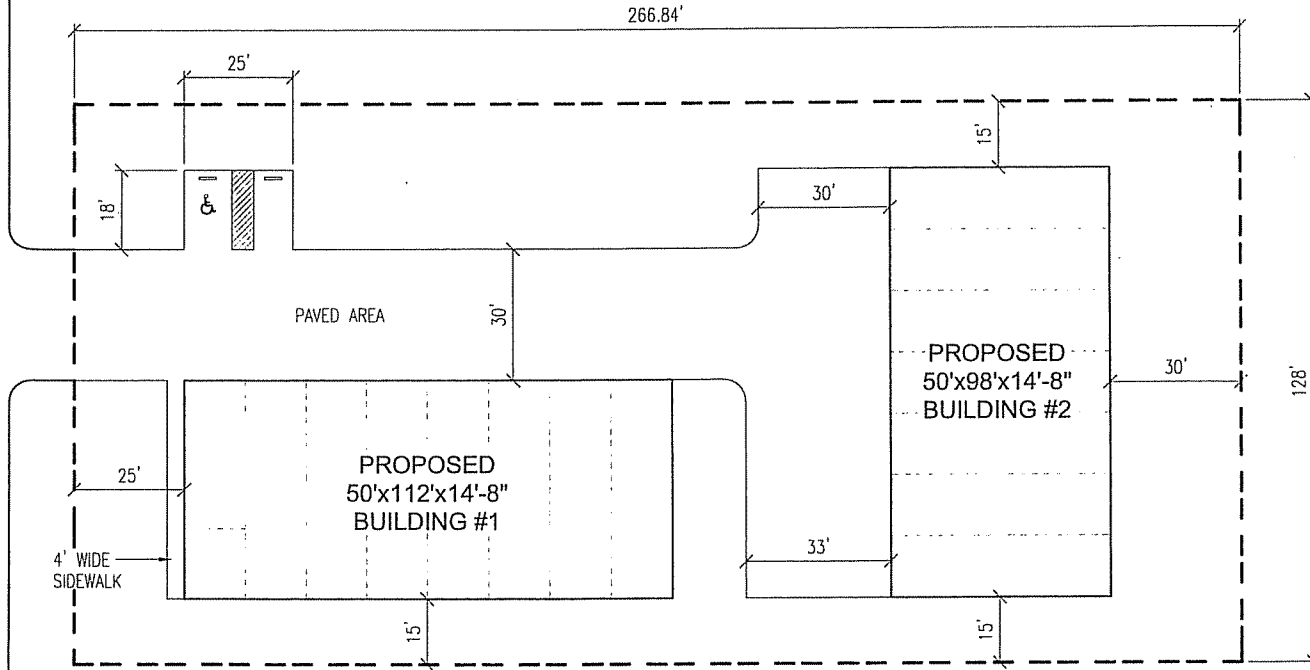 266.84'
25'
15'
18'
30'
PAVED AREA
30'
PROPOSED
50'x98'x14'-8"
BUILDING #2
30'
128'
PROPOSED
50'x112'x14'-8"
BUILDING #1
25'
33'
4' WIDE
SIDEWALK
15'
15'